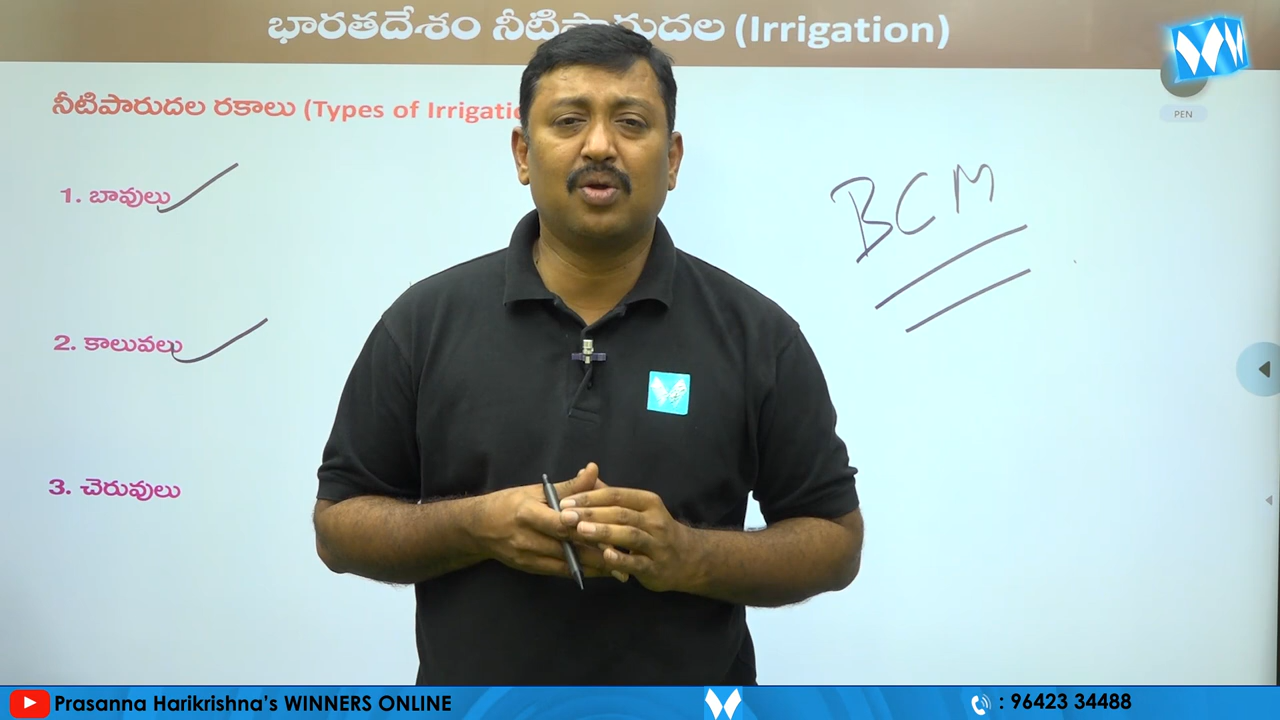 భారతదేశం నీటిపారుదల (Irrigation)
నీటిపారుదల రకాలు (Types of Irrigatio
PEN
1. బావులు
BCM
2. కాలువలు
3. చెరువులు
Prasanna Harikrishna's WINNERS ONLINE
: 96423 34488